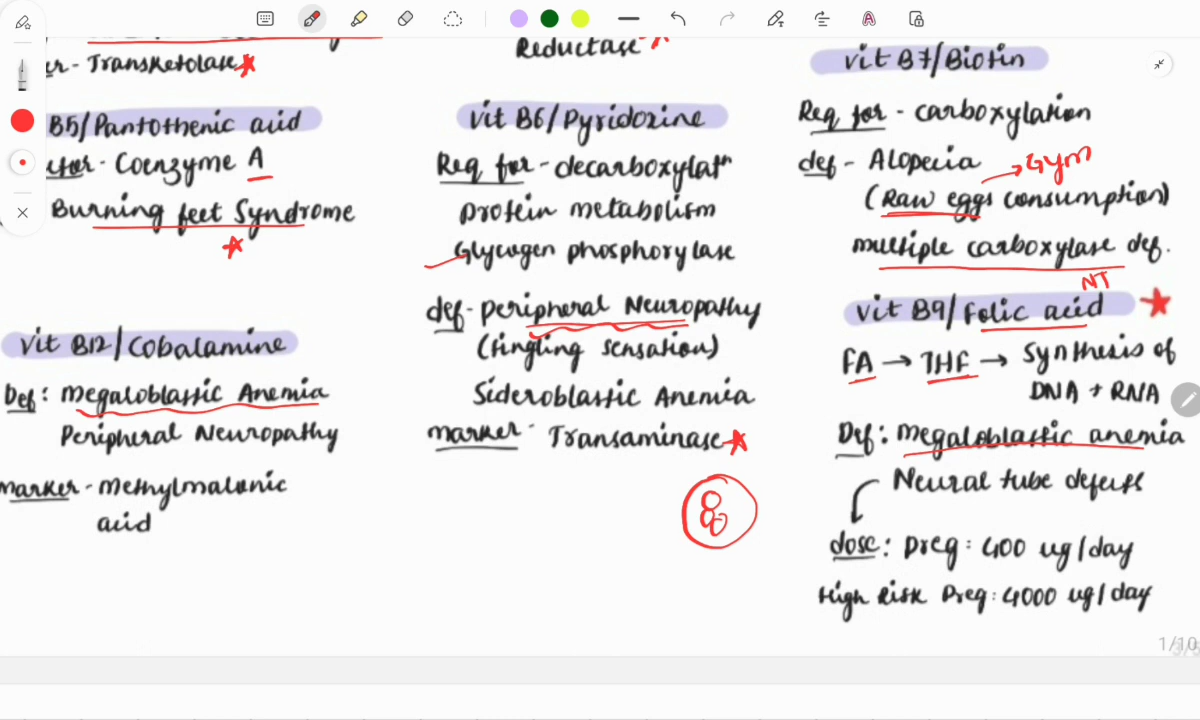 er- Transketolase
B5/Pantothenic acid
ctor- Coenzyme A
Burning feet Syndrome
Vit B12/Cobalamine
Def: Megaloblastic Anemia
Peripheral Neuropathy
marker- Methylmalonic
acid
Reductase
Vit B6/Pyridoxine
Req for- decarboxylatn
Protein metabolism
Glycogen phosphorylase
def- Peripheral Neuropathy
(tingling sensation)
Sideroblastic Anemia
marker- Transaminase
8
Vit B7/Biotin
Req for- carboxylation
def- Alopecia
Gym
(Raw eggs consumption)
multiple carboxylase def.
NT
Vit B9/Folic acid
FA → THF → Synthesis of
DNA + RNA
Def: Megaloblastic anemia
Neural tube defects
dose: Preg: 400 ug/day
High Risk Preg: 4000 ug/day
1/10